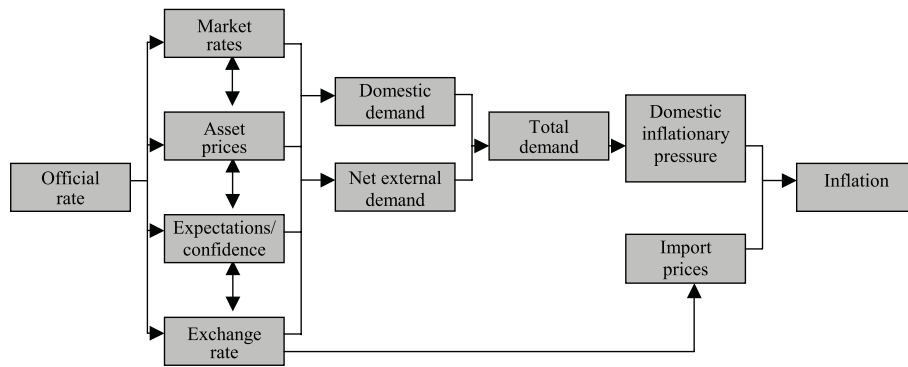 Official
rate
Market
rates
Asset
prices
Expectations/
confidence
Exchange
rate
Domestic
demand
Net external
demand
Total
demand
Domestic
inflationary
pressure
Import
prices
Inflation